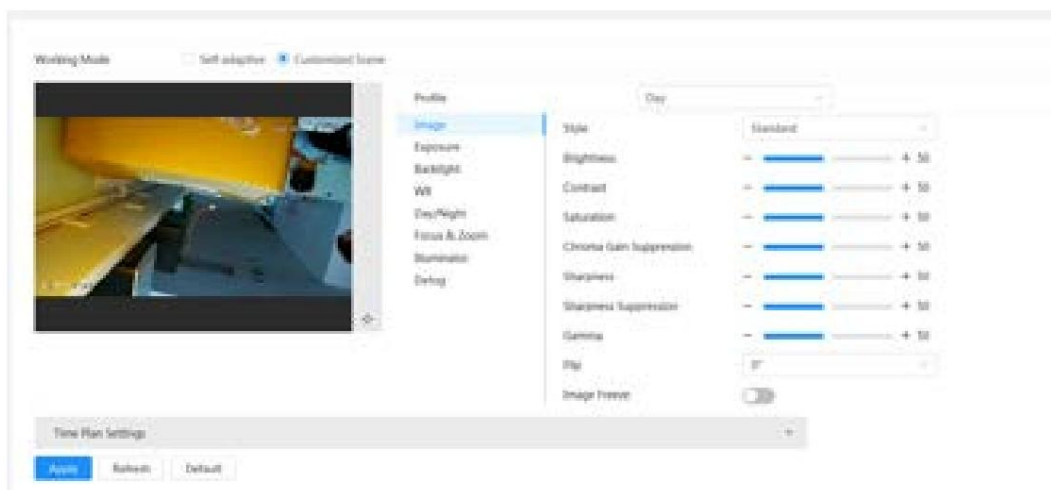 Working Mode Self-adaptive Customized Scene
Profile Day
Image
Exposure
Backlight
WB
Day/Night
Focus & Zoom
Illuminator
Defog
Style Standard
Brightness - + 50
Contrast - + 50
Saturation - + 50
Chroma Gain Suppression - + 50
Sharpness - + 50
Sharpness Suppression - + 50
Gamma - + 50
Flip 0°
Image Freeze
Time Plan Settings
Apply Refresh Default